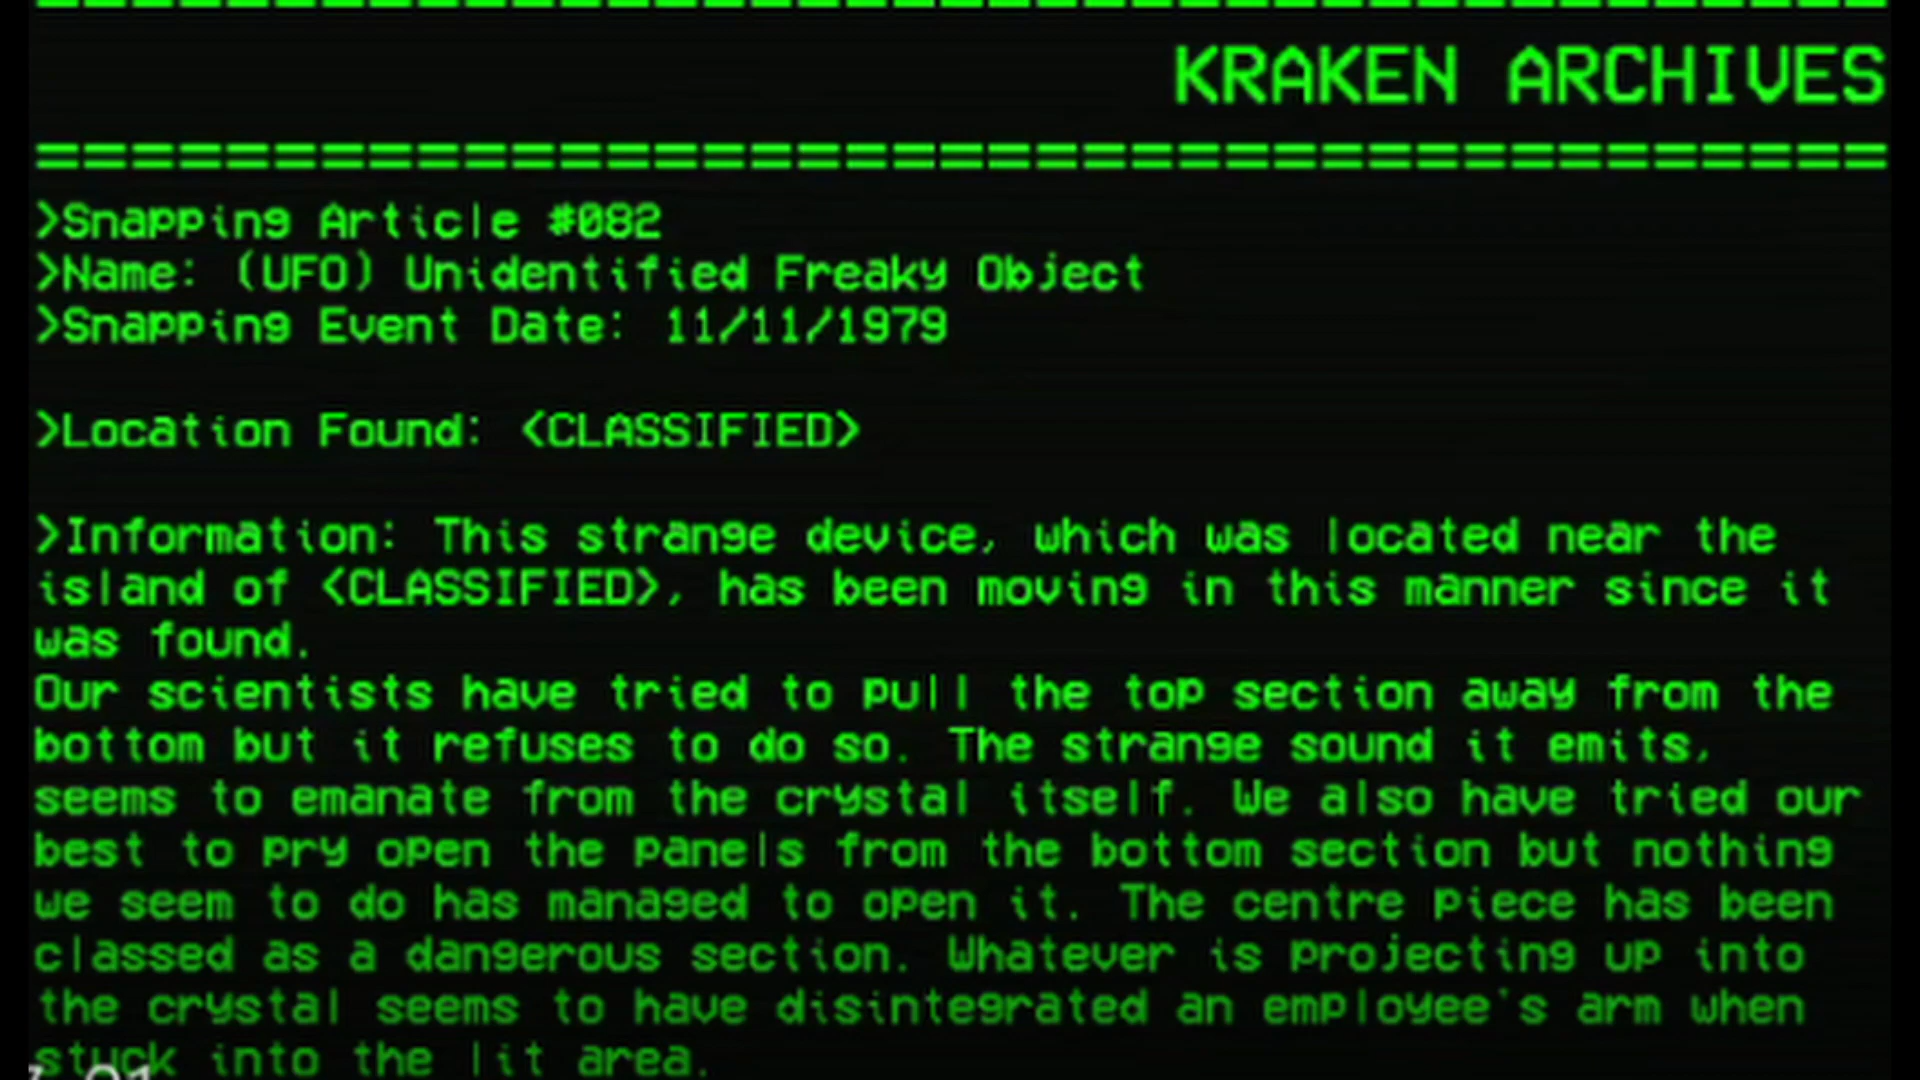 KRAKEN ARCHIVES
===============================================
>Snapping Article #082
>Name: (UFO) Unidentified Freaky Object
>Snapping Event Date: 11/11/1979
>Location Found: <CLASSIFIED>
>Information: This strange device, which was located near the
island of <CLASSIFIED>, has been moving in this manner since it
was found.
Our scientists have tried to pull the top section away from the
bottom but it refuses to do so. The strange sound it emits,
seems to emanate from the crystal itself. We also have tried our
best to pry open the panels from the bottom section but nothing
we seem to do has managed to open it. The centre piece has been
classed as a dangerous section. Whatever is projecting up into
the crystal seems to have disintegrated an employee's arm when
stuck into the lit area.